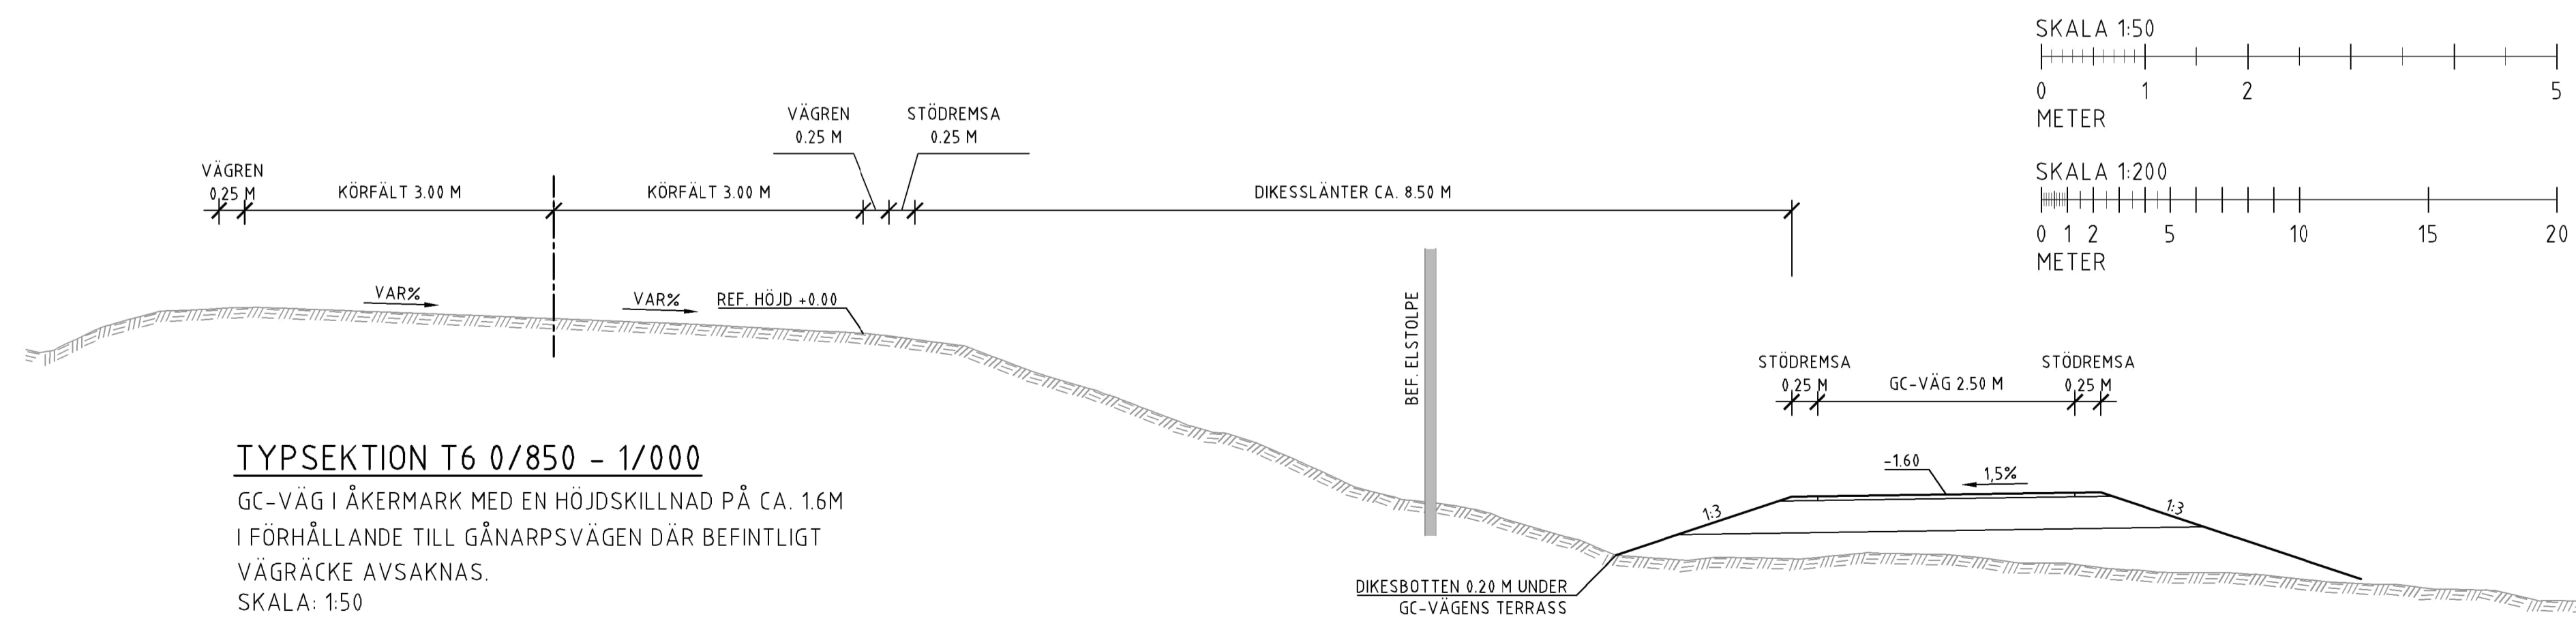 SKALA 1:50
0 1 2 5
METER
SKALA 1:200
0 1 2 5 10 15 20
METER
VÄGREN
0.25 M
KÖRFÄLT 3.00 M
KÖRFÄLT 3.00 M
VÄGREN
0.25 M
STÖDREMSA
0.25 M
DIKESSLÄNTER CA. 8.50 M
VAR%
VAR%
REF. HÖJD +0.00
BEF. ELSTOLPE
STÖDREMSA
0,25 M
GC-VÄG 2.50 M
STÖDREMSA
0,25 M
-1.60
1,5%
1:3
1:3
DIKESBOTTEN 0.20 M UNDER
GC-VÄGENS TERRASS
TYPSEKTION T6 0/850 - 1/000
GC-VÄG I ÅKERMARK MED EN HÖJDSKILLNAD PÅ CA. 1.6M
I FÖRHÅLLANDE TILL GÅNARPSVÄGEN DÄR BEFINTLIGT
VÄGRÄCKE AVSAKNAS.
SKALA: 1:50